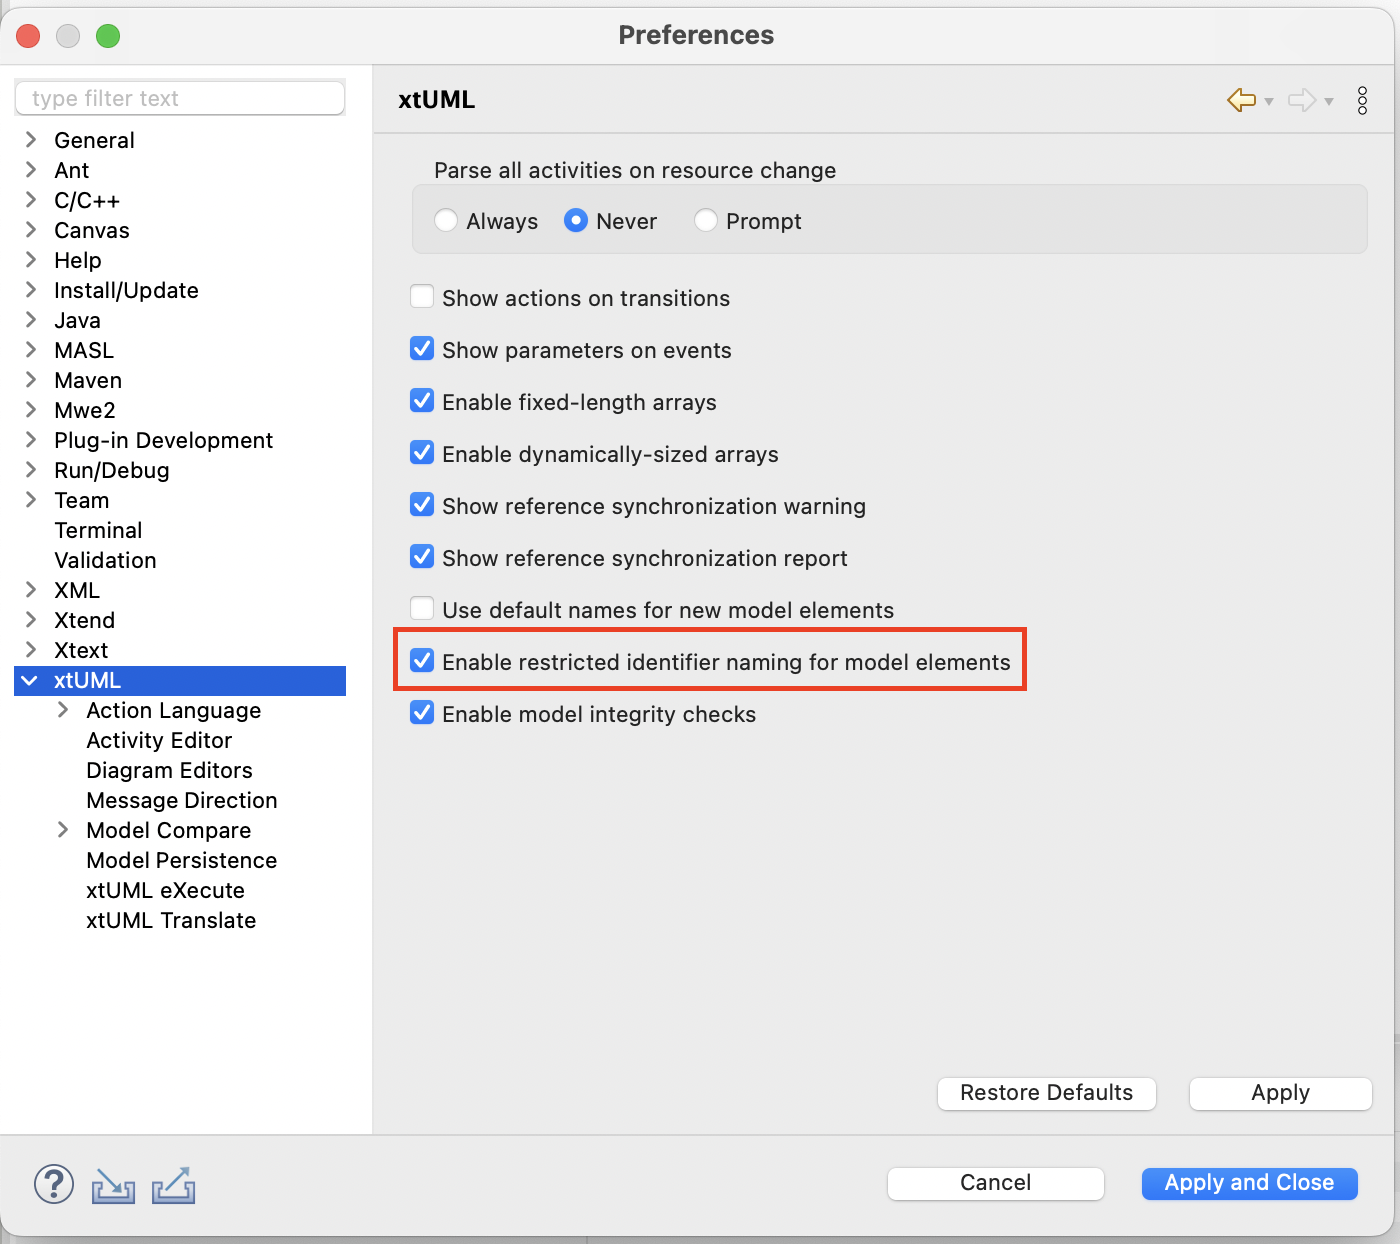 Preferences
type filter text
General
Ant
C/C++
Canvas
Help
Install/Update
Java
MASL
Maven
Mwe2
Plug-in Development
Run/Debug
Team
Terminal
Validation
XML
Xtend
Xtext
xtUML
Action Language
Activity Editor
Diagram Editors
Message Direction
Model Compare
Model Persistence
xtUML eXecute
xtUML Translate
xtUML
Parse all activities on resource change
Always Never Prompt
Show actions on transitions
Show parameters on events
Enable fixed-length arrays
Enable dynamically-sized arrays
Show reference synchronization warning
Show reference synchronization report
Use default names for new model elements
Enable restricted identifier naming for model elements
Enable model integrity checks
Restore Defaults Apply
? Cancel Apply and Close